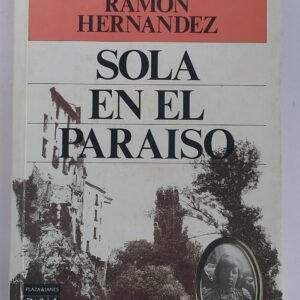 RAMON
HERNANDEZ
SOLA
EN EL
PARAISO
PLAZA & JANES